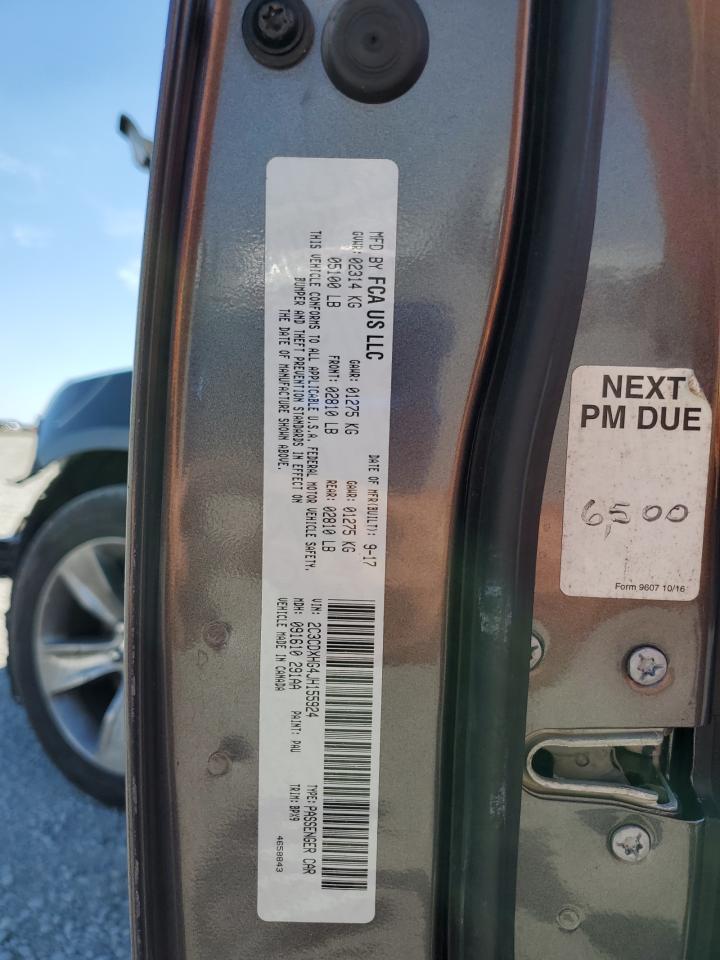 MFD BY FCA US LLC
DATE OF MFR(BUILT): 9-17
GVWR: 02314 KG
GAWR: 01275 KG
GAWR: 01275 KG
05100 LB
FRONT: 02810 LB
REAR: 02810 LB
THIS VEHICLE CONFORMS TO ALL APPLICABLE U.S.A. FEDERAL MOTOR VEHICLE SAFETY,
BUMPER AND THEFT PREVENTION STANDARDS IN EFFECT ON
THE DATE OF MANUFACTURE SHOWN ABOVE.
VIN: 2C3CDXHG4JH155924
TYPE: PASSENGER CAR
MDH: 091610 291AA
PAINT: PAU
TRIM: BPX9
VEHICLE MADE IN CANADA
4658843
NEXT
PM DUE
6,500
Form 9607 10/16